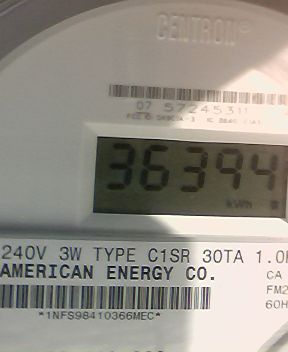 CENTRON®
07 57245311
36394
kWh
240V 3W TYPE C1SR 30TA 1.0
AMERICAN ENERGY CO.
CA
FM2
60H
*1NFS98410366MEC*